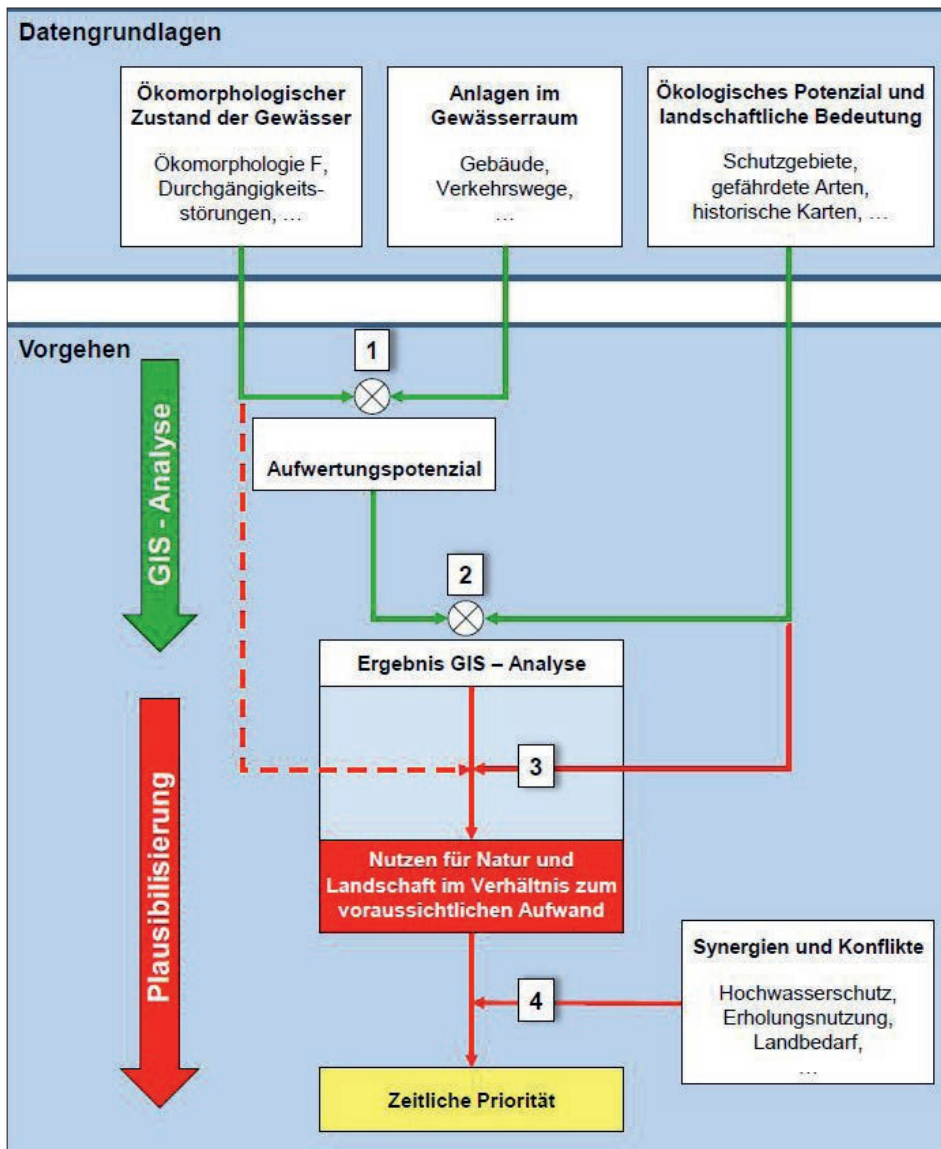 Datengrundlagen
Ökomorphologischer
Zustand der Gewässer
Ökomorphologie F,
Durchgängigkeits-
störungen, …
Anlagen im
Gewässerraum
Gebäude,
Verkehrswege,
…
Ökologisches Potenzial und
landschaftliche Bedeutung
Schutzgebiete,
gefährdete Arten,
historische Karten, …
Vorgehen
GIS - Analyse
1
Aufwertungspotenzial
2
Ergebnis GIS – Analyse
3
Plausibilisierung
Nutzen für Natur und
Landschaft im Verhältnis zum
voraussichtlichen Aufwand
Synergien und Konflikte
Hochwasserschutz,
Erholungsnutzung,
Landbedarf,
…
4
Zeitliche Priorität